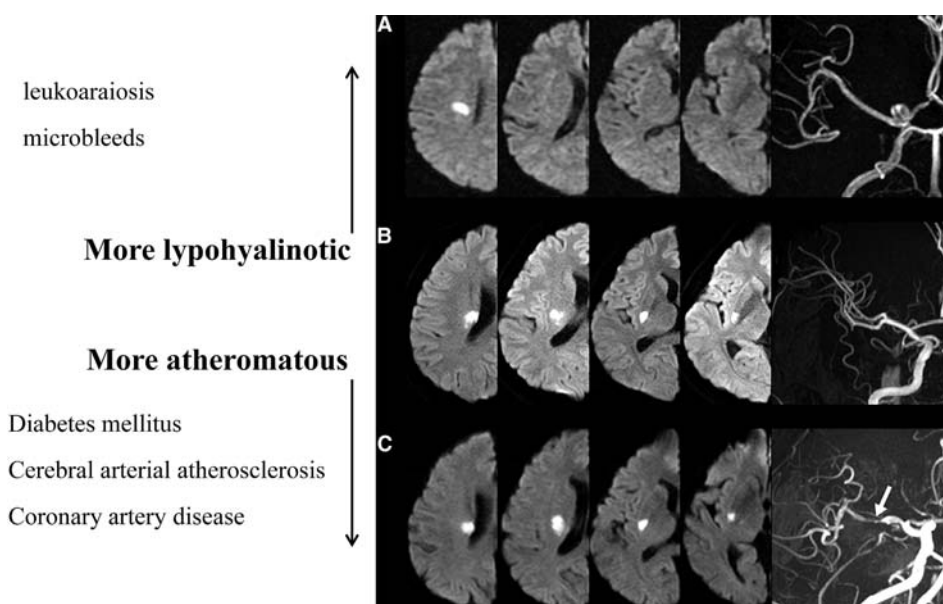 A
leukoaraiosis
microbleeds
B
More lypohyalinotic
More atheromatous
C
Diabetes mellitus
Cerebral arterial atherosclerosis
Coronary artery disease